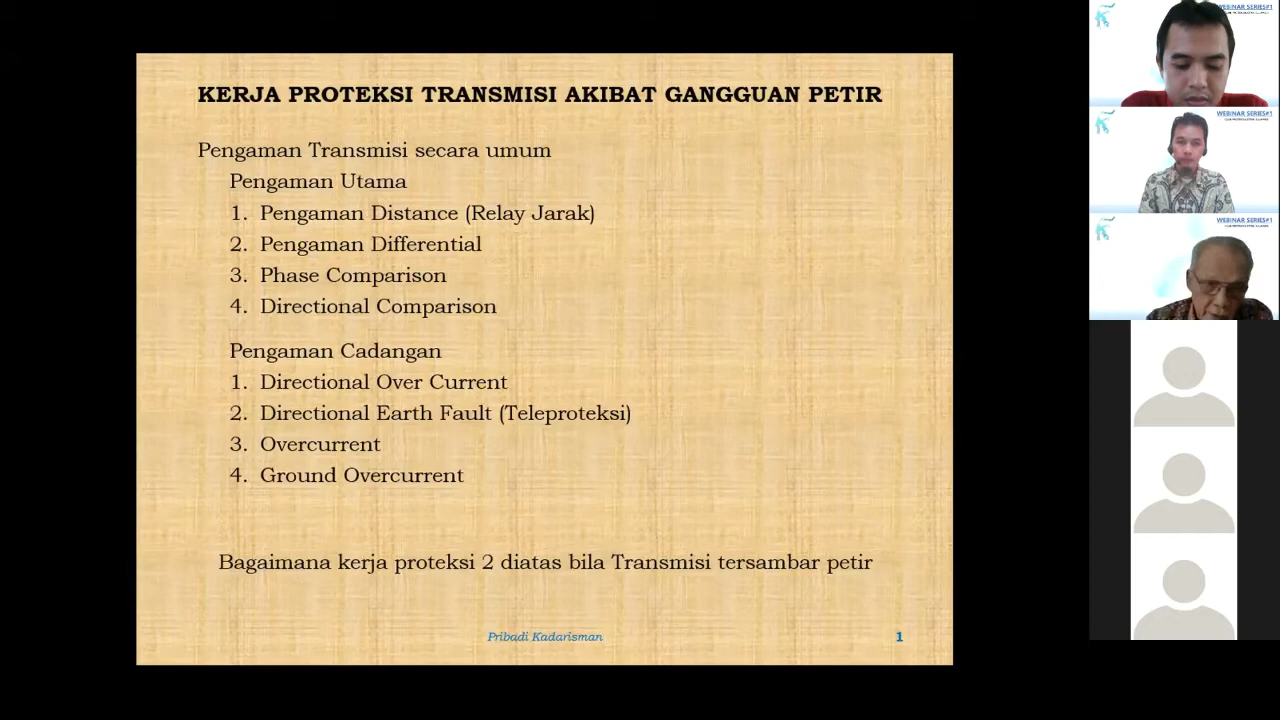 KERJA PROTEKSI TRANSMISI AKIBAT GANGGUAN PETIR
Pengaman Transmisi secara umum
Pengaman Utama
1. Pengaman Distance (Relay Jarak)
2. Pengaman Differential
3. Phase Comparison
4. Directional Comparison
Pengaman Cadangan
1. Directional Over Current
2. Directional Earth Fault (Teleproteksi)
3. Overcurrent
4. Ground Overcurrent
Bagaimana kerja proteksi 2 diatas bila Transmisi tersambar petir
Pribadi Kadarisman
1
WEBINAR SERIES#1
WEBINAR SERIES#1
WEBINAR SERIES#1